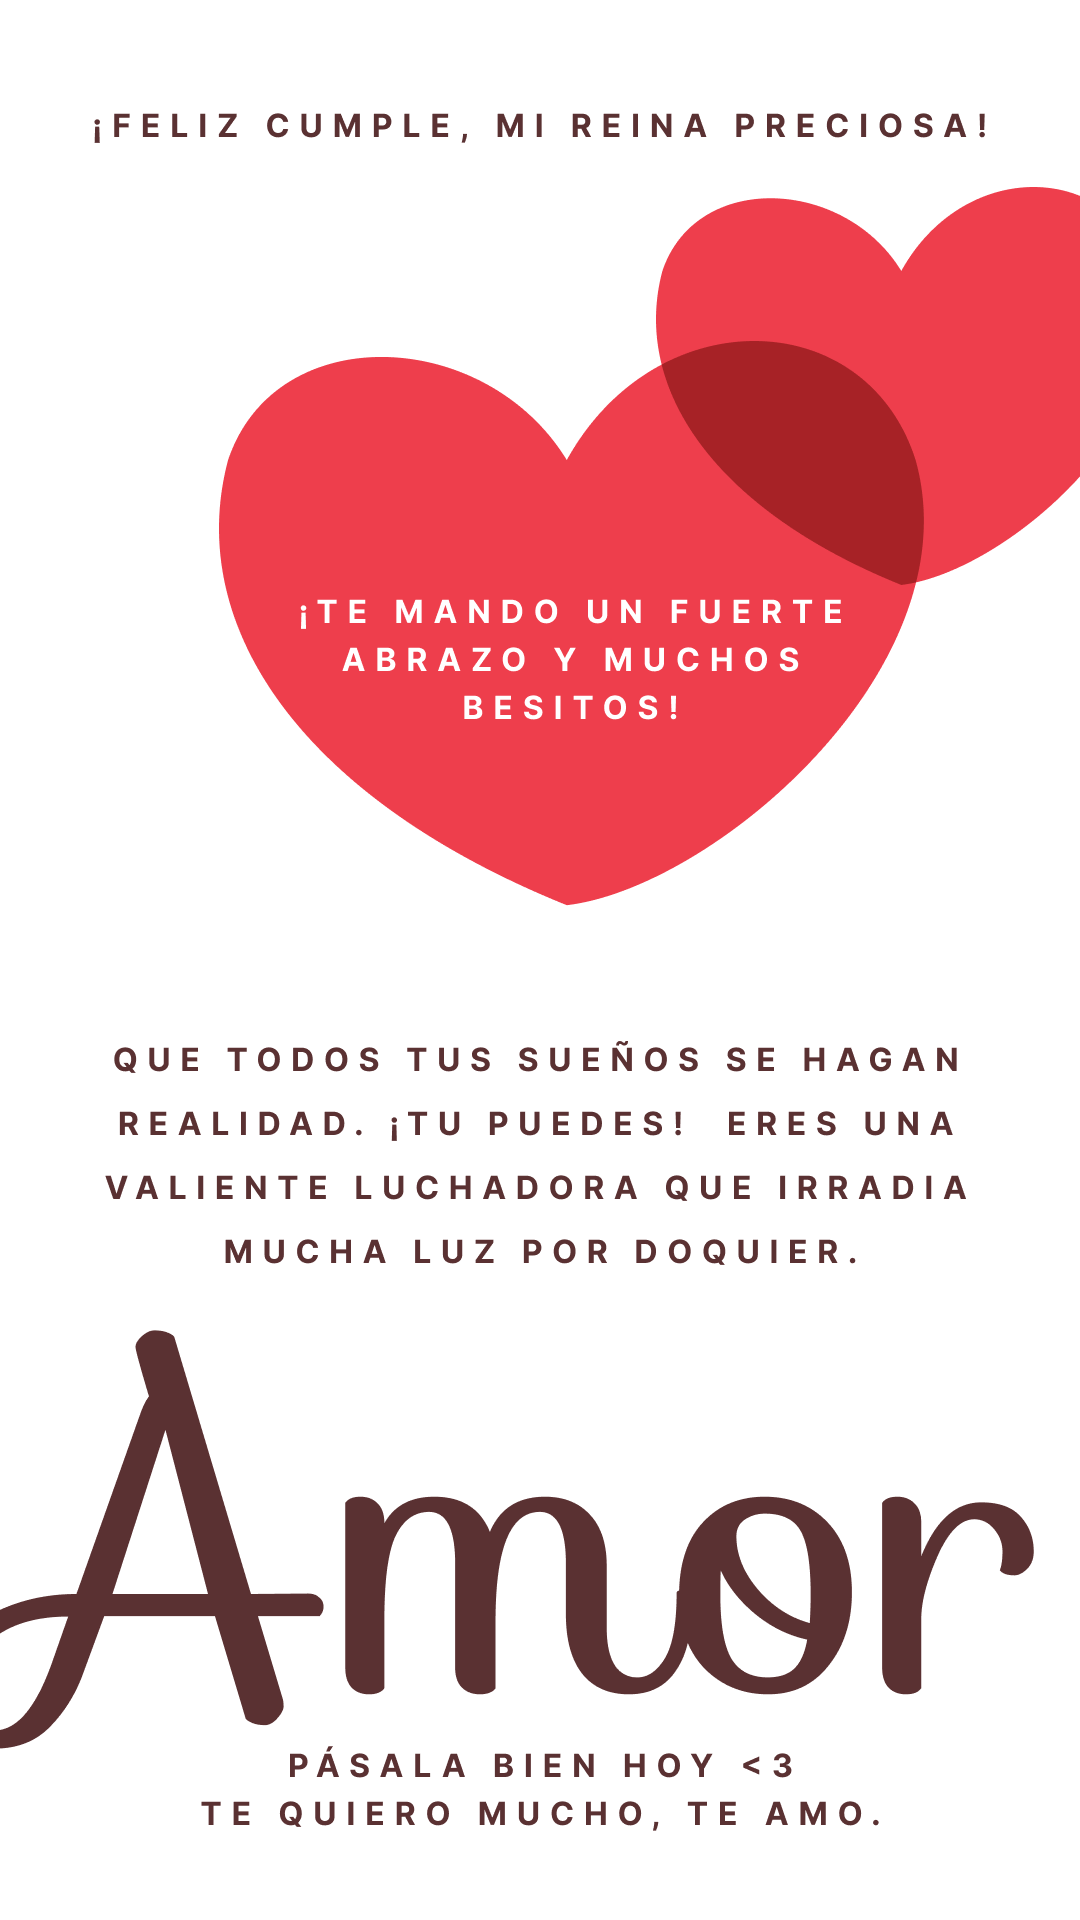 ¡FELIZ CUMPLE, MI REINA PRECIOSA!
¡TE MANDO UN FUERTE
ABRAZO Y MUCHOS
BESITOS!
QUE TODOS TUS SUEÑOS SE HAGAN
REALIDAD. ¡TU PUEDES!  ERES UNA
VALIENTE LUCHADORA QUE IRRADIA
MUCHA LUZ POR DOQUIER.
Amor
PÁSALA BIEN HOY <3
TE QUIERO MUCHO, TE AMO.